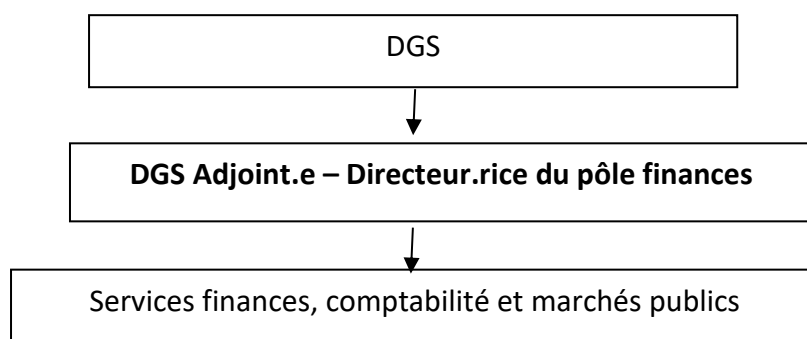 DGS
DGS Adjoint.e – Directeur.rice du pôle finances
Services finances, comptabilité et marchés publics